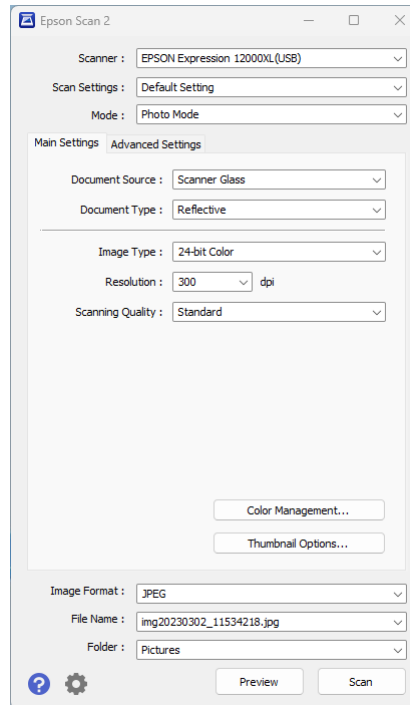 Epson Scan 2
Scanner : EPSON Expression 12000XL(USB)
Scan Settings : Default Setting
Mode : Photo Mode
Main Settings Advanced Settings
Document Source : Scanner Glass
Document Type : Reflective
Image Type : 24-bit Color
Resolution : 300 dpi
Scanning Quality : Standard
Color Management...
Thumbnail Options...
Image Format : JPEG
File Name : img20230302_11534218.jpg
Folder : Pictures
? Preview Scan